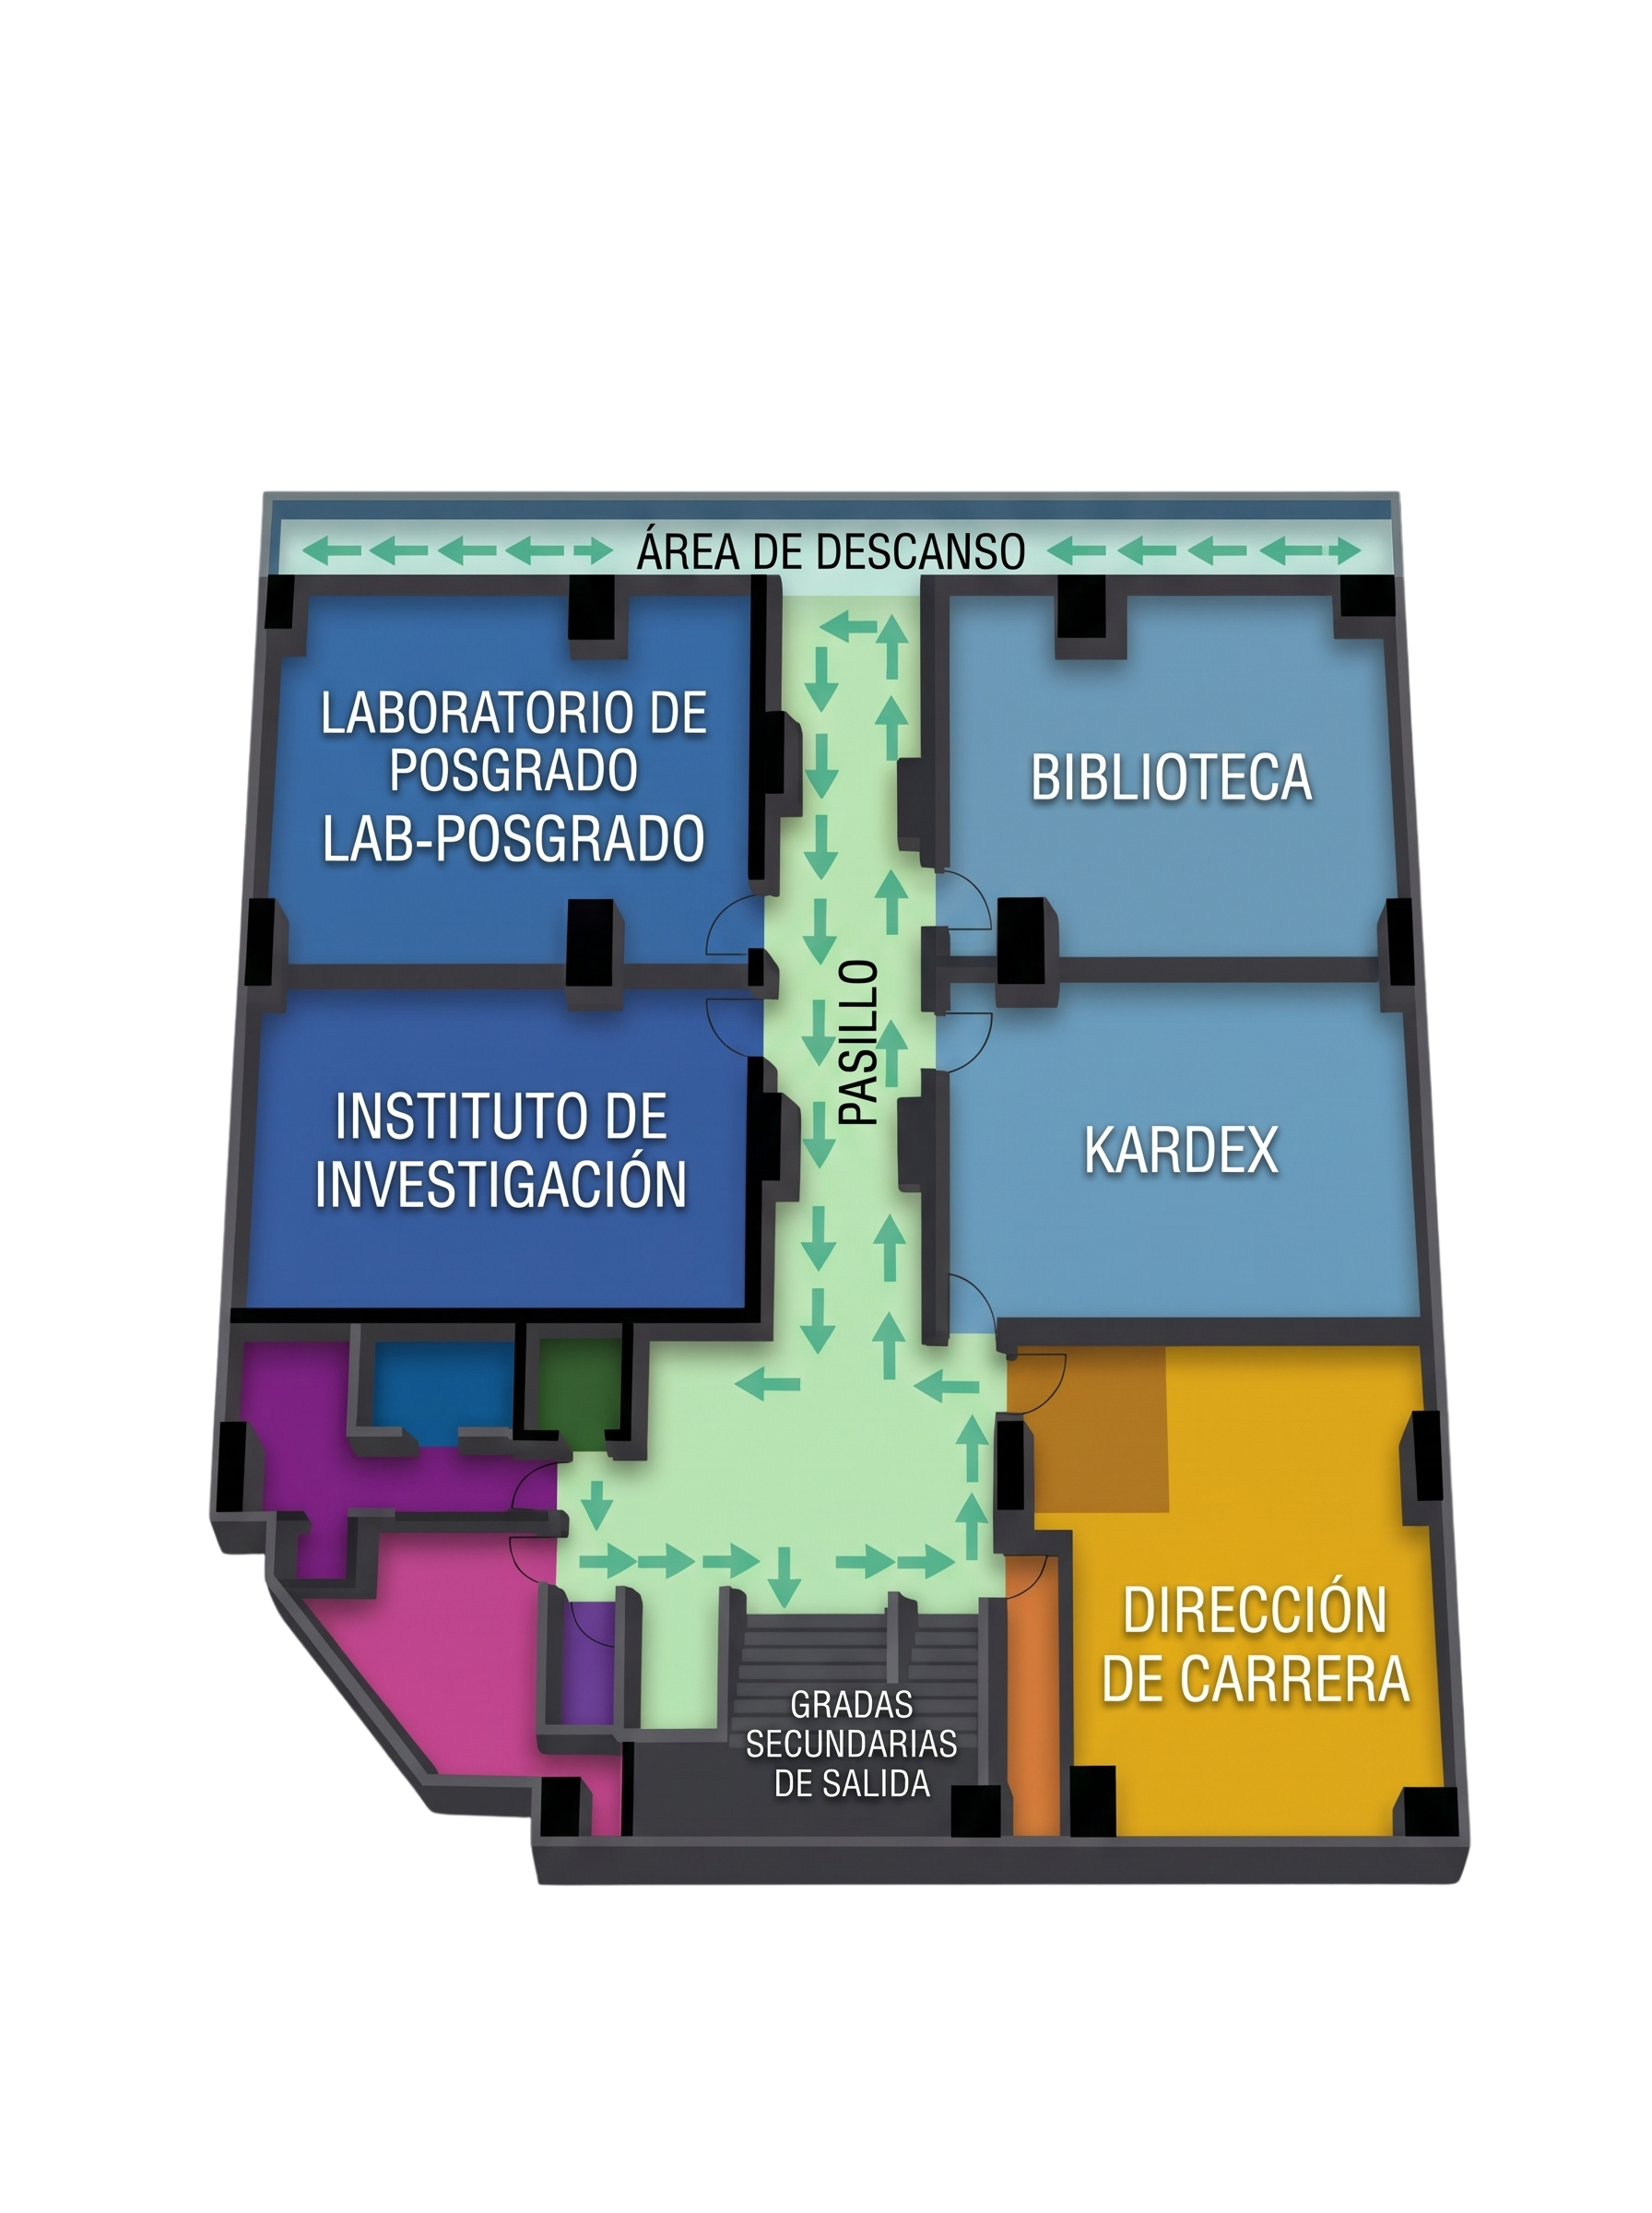 ÁREA DE DESCANSO
LABORATORIO DE
POSGRADO
LAB-POSGRADO
BIBLIOTECA
PASILLO
INSTITUTO DE
INVESTIGACIÓN
KARDEX
DIRECCIÓN
DE CARRERA
GRADAS
SECUNDARIAS
DE SALIDA